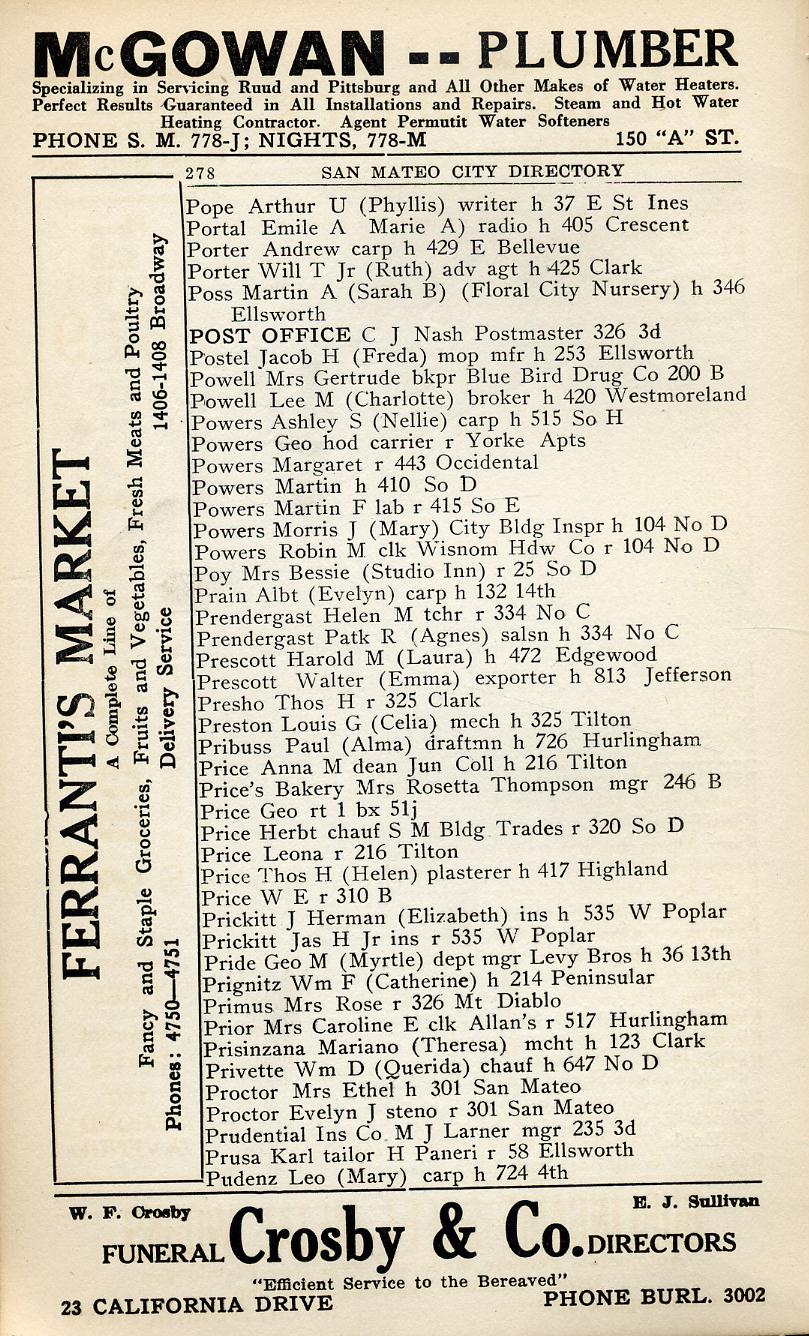 McGOWAN -- PLUMBER
Specializing in Servicing Ruud and Pittsburg and All Other Makes of Water Heaters.
Perfect Results Guaranteed in All Installations and Repairs. Steam and Hot Water
Heating Contractor. Agent Permutit Water Softeners
PHONE S. M. 778-J; NIGHTS, 778-M 150 "A" ST.
278 SAN MATEO CITY DIRECTORY
FERRANTI'S MARKET
A Complete Line of
Fancy and Staple Groceries, Fruits and Vegetables, Fresh Meats and Poultry
Phones: 4750—4751 Delivery Service 1406-1408 Broadway
Pope Arthur U (Phyllis) writer h 37 E St Ines
Portal Emile A Marie A) radio h 405 Crescent
Porter Andrew carp h 429 E Bellevue
Porter Will T Jr (Ruth) adv agt h 425 Clark
Poss Martin A (Sarah B) (Floral City Nursery) h 346
Ellsworth
POST OFFICE C J Nash Postmaster 326 3d
Postel Jacob H (Freda) mop mfr h 253 Ellsworth
Powell Mrs Gertrude bkpr Blue Bird Drug Co 200 B
Powell Lee M (Charlotte) broker h 420 Westmoreland
Powers Ashley S (Nellie) carp h 515 So H
Powers Geo hod carrier r Yorke Apts
Powers Margaret r 443 Occidental
Powers Martin h 410 So D
Powers Martin F lab r 415 So E
Powers Morris J (Mary) City Bldg Inspr h 104 No D
Powers Robin M clk Wisnom Hdw Co r 104 No D
Poy Mrs Bessie (Studio Inn) r 25 So D
Prain Albt (Evelyn) carp h 132 14th
Prendergast Helen M tchr r 334 No C
Prendergast Patk R (Agnes) salsn h 334 No C
Prescott Harold M (Laura) h 472 Edgewood
Prescott Walter (Emma) exporter h 813 Jefferson
Presho Thos H r 325 Clark
Preston Louis G (Celia) mech h 325 Tilton
Pribuss Paul (Alma) draftmn h 726 Hurlingham
Price Anna M dean Jun Coll h 216 Tilton
Price's Bakery Mrs Rosetta Thompson mgr 246 B
Price Geo rt 1 bx 51j
Price Herbt chauf S M Bldg Trades r 320 So D
Price Leona r 216 Tilton
Price Thos H (Helen) plasterer h 417 Highland
Price W E r 310 B
Prickitt J Herman (Elizabeth) ins h 535 W Poplar
Prickitt Jas H Jr ins r 535 W Poplar
Pride Geo M (Myrtle) dept mgr Levy Bros h 36 13th
Prignitz Wm F (Catherine) h 214 Peninsular
Primus Mrs Rose r 326 Mt Diablo
Prior Mrs Caroline E clk Allan's r 517 Hurlingham
Prisinzana Mariano (Theresa) mcht h 123 Clark
Privette Wm D (Querida) chauf h 647 No D
Proctor Mrs Ethel h 301 San Mateo
Proctor Evelyn J steno r 301 San Mateo
Prudential Ins Co M J Larner mgr 235 3d
Prusa Karl tailor H Paneri r 58 Ellsworth
Pudenz Leo (Mary) carp h 724 4th
W. F. Crosby E. J. Sullivan
FUNERAL Crosby & Co. DIRECTORS
"Efficient Service to the Bereaved"
23 CALIFORNIA DRIVE PHONE BURL. 3002